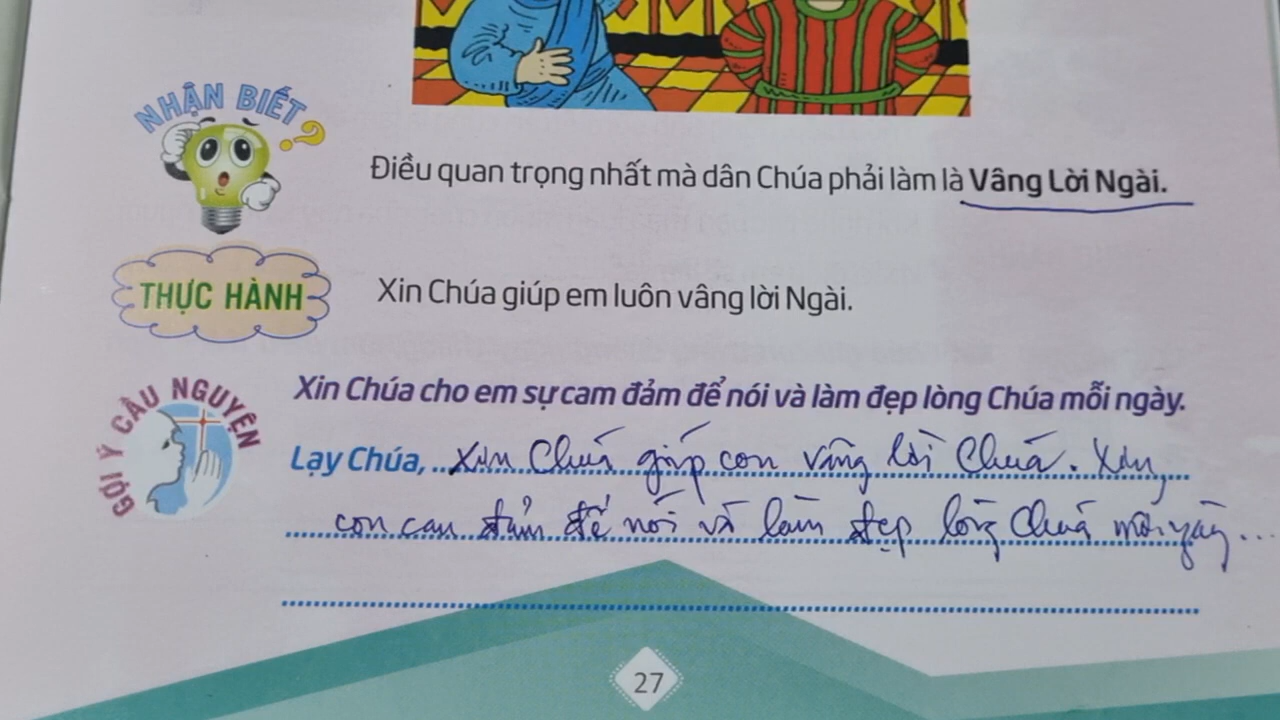 NHẬN BIẾT ?
Điều quan trọng nhất mà dân Chúa phải làm là Vâng Lời Ngài.
THỰC HÀNH
Xin Chúa giúp em luôn vâng lời Ngài.
GỢI Ý CẦU NGUYỆN
Xin Chúa cho em sự cam đảm để nói và làm đẹp lòng Chúa mỗi ngày.
Lạy Chúa, Xin Chúa giúp con vâng lời Chúa. Xin
con can đảm để nói và làm đẹp lòng Chúa mỗi ngày...
27